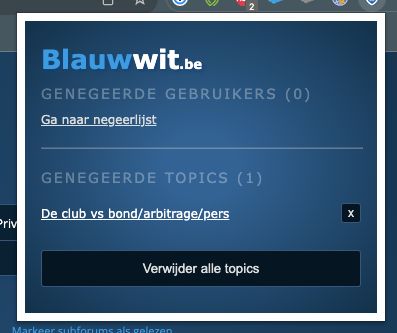 2
Blauwwit.be
GENEGEERDE GEBRUIKERS (0)
Ga naar negeerlijst
GENEGEERDE TOPICS (1)
De club vs bond/arbitrage/pers
x
Priv
Verwijder alle topics
Markeer subforums als gelezen